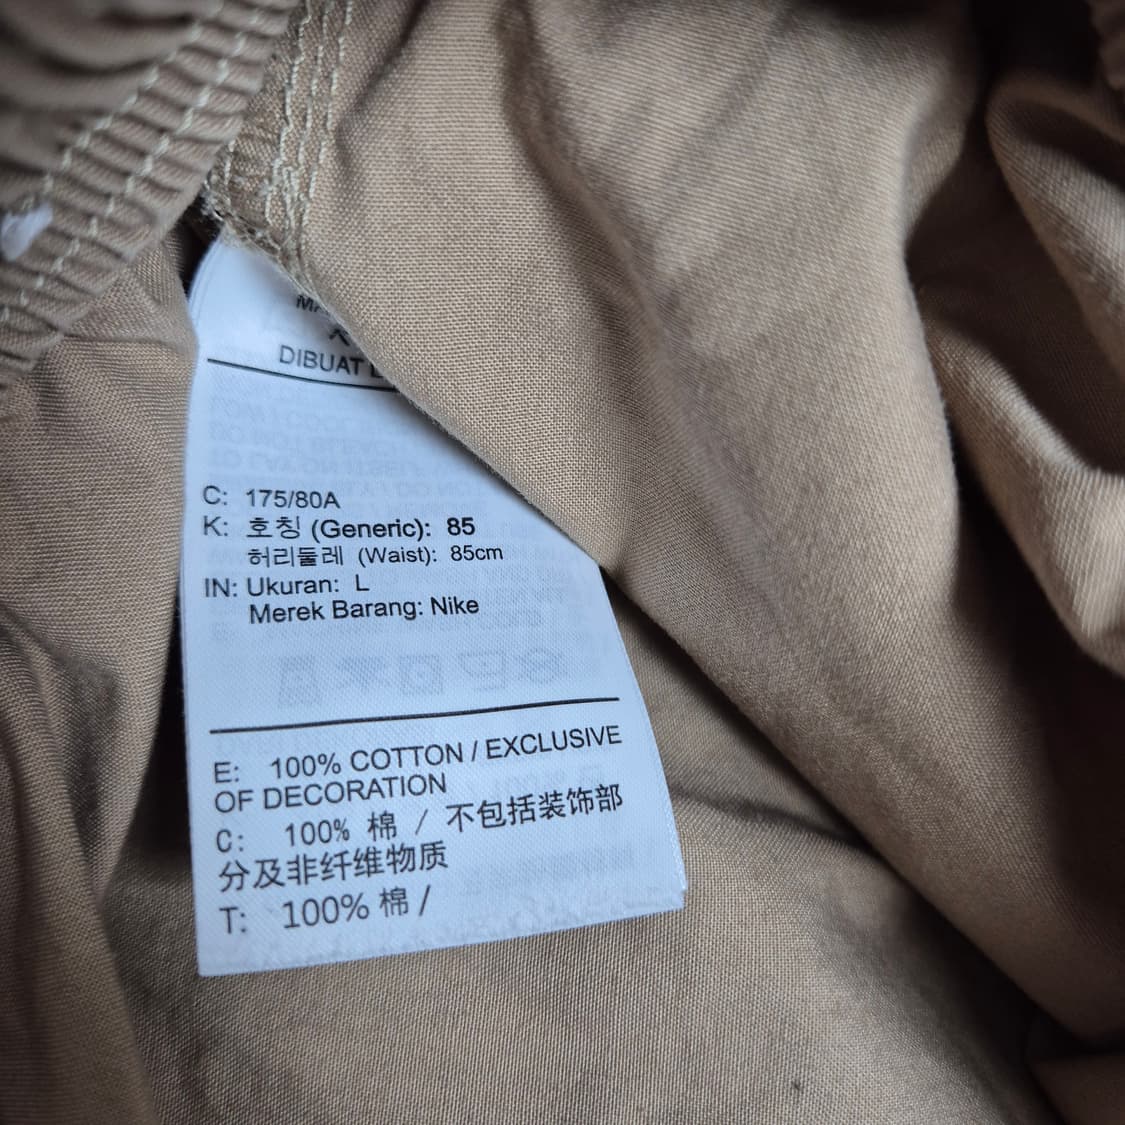 DIBUAT
C: 175/80A
K: 호칭 (Generic): 85
허리둘레 (Waist): 85cm
IN: Ukuran: L
Merek Barang: Nike
E: 100% COTTON / EXCLUSIVE
OF DECORATION
C: 100% 棉 / 不包括装饰部
分及非纤维物质
T: 100% 棉 /